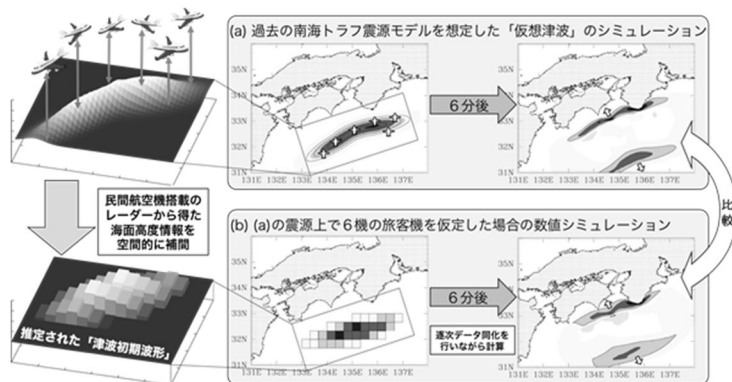 (a) 過去の南海トラフ震源モデルを想定した「仮想津波」のシミュレーション
35N
34N
33N
32N
31N
131E 132E 133E 134E 135E 136E 137E
6分後
35N
34N
33N
32N
31N
131E 132E 133E 134E 135E 136E 137E
民間航空機搭載の
レーダーから得た
海面高度情報を
空間的に補間
比較
(b) (a)の震源上で6機の旅客機を仮定した場合の数値シミュレーション
35N
34N
33N
32N
31N
131E 132E 133E 134E 135E 136E 137E
6分後
逐次データ同化を
行いながら計算
35N
34N
33N
32N
31N
131E 132E 133E 134E 135E 136E 137E
推定された「津波初期波形」